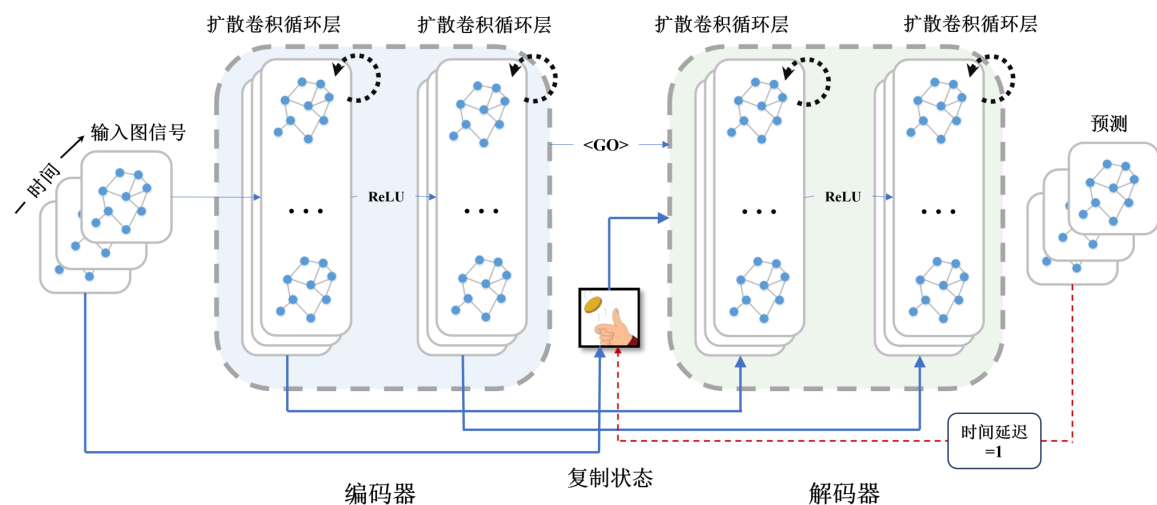 扩散卷积循环层
扩散卷积循环层
扩散卷积循环层
扩散卷积循环层
时间
输入图信号
预测
<GO>
ReLU
ReLU
...
...
...
...
时间延迟
=1
复制状态
编码器
解码器